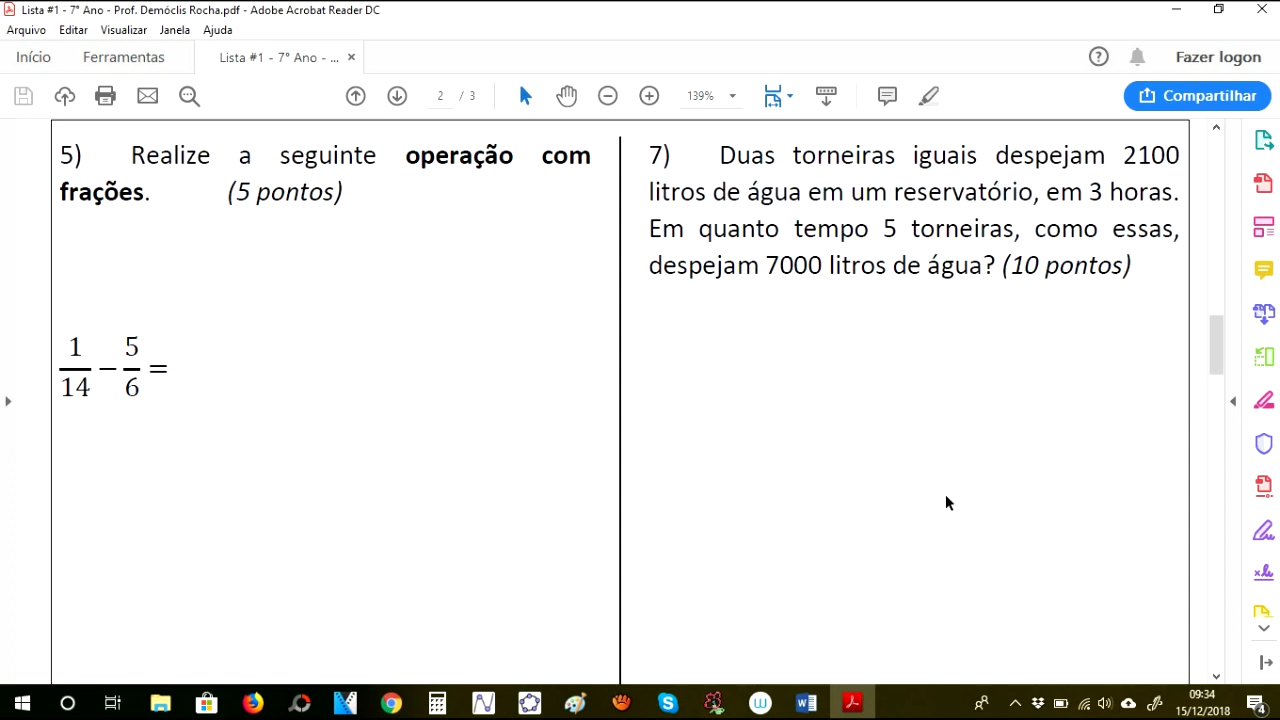 Lista #1 - 7° Ano - Prof. Demóclis Rocha.pdf - Adobe Acrobat Reader DC
Arquivo Editar Visualizar Janela Ajuda
Início Ferramentas Lista #1 - 7° Ano - ... × Fazer logon
2 / 3 139% Compartilhar
5) Realize a seguinte operação com
frações. (5 pontos)
1/14 − 5/6 =
7) Duas torneiras iguais despejam 2100
litros de água em um reservatório, em 3 horas.
Em quanto tempo 5 torneiras, como essas,
despejam 7000 litros de água? (10 pontos)
09:34
15/12/2018
4